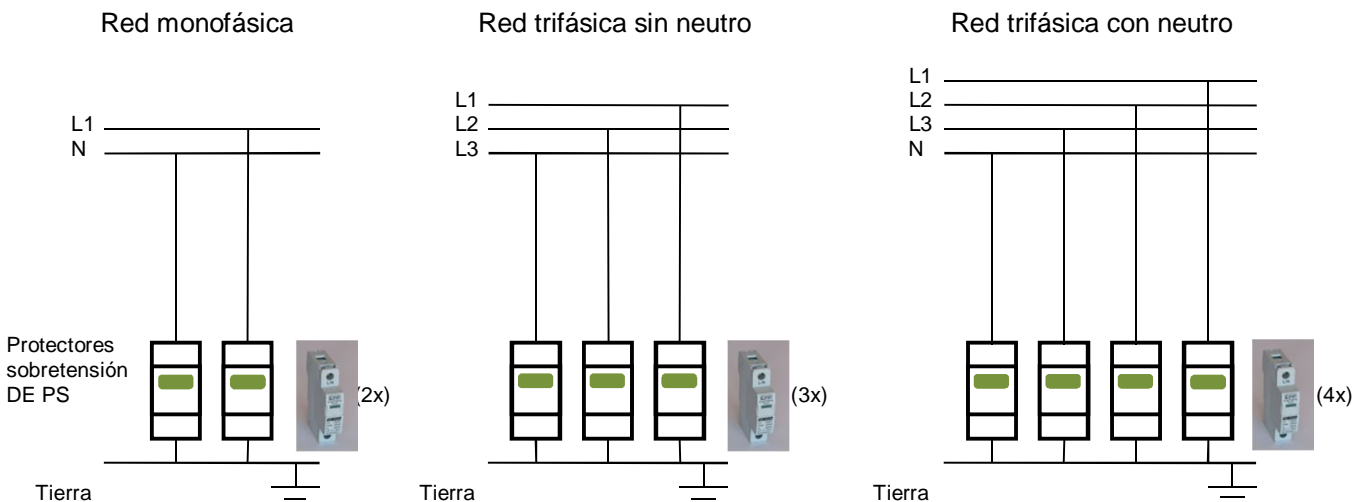 Red monofásica
L1
N
Protectores
sobretensión
DE PS
(2x)
Tierra
Red trifásica sin neutro
L1
L2
L3
(3x)
Tierra
Red trifásica con neutro
L1
L2
L3
N
(4x)
Tierra